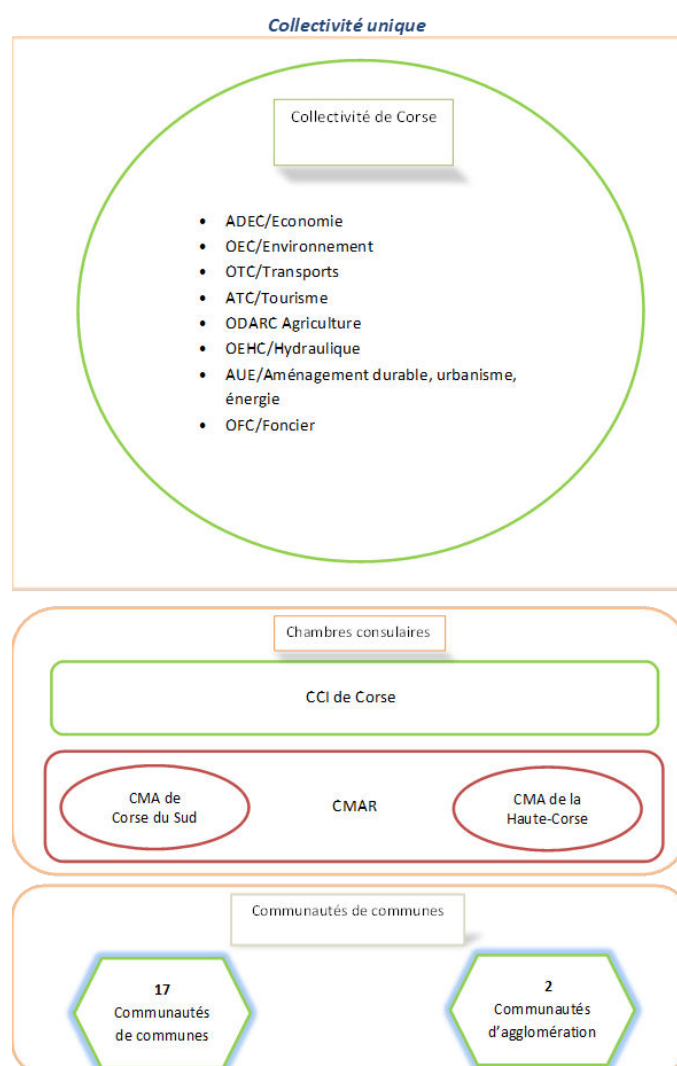 Collectivité unique
Collectivité de Corse
• ADEC/Economie
• OEC/Environnement
• OTC/Transports
• ATC/Tourisme
• ODARC Agriculture
• OEHC/Hydraulique
• AUE/Aménagement durable, urbanisme,
énergie
• OFC/Foncier
Chambres consulaires
CCI de Corse
CMA de
Corse du Sud
CMAR
CMA de la
Haute-Corse
Communautés de communes
17
Communautés
de communes
2
Communautés
d'agglomération